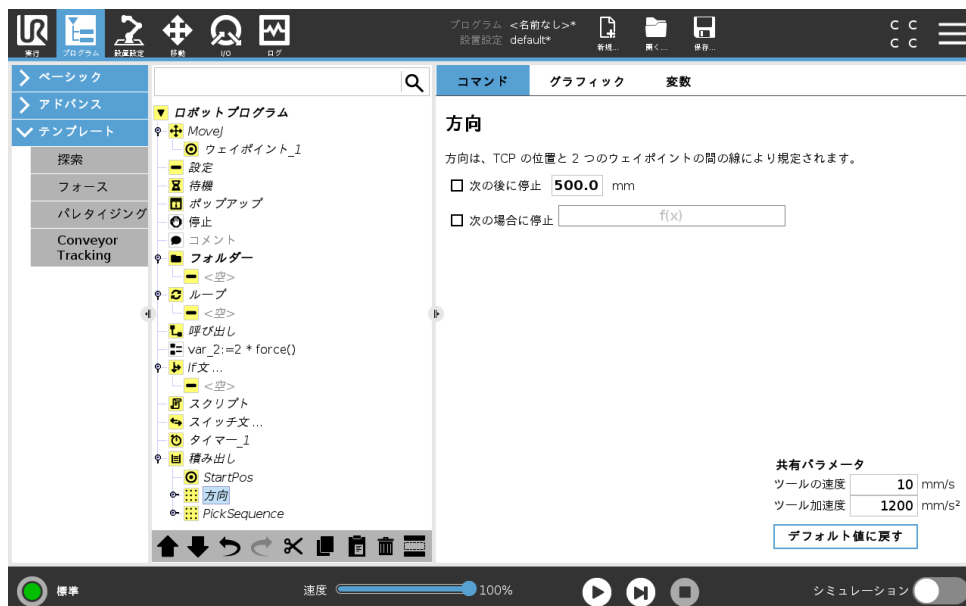 UR
実行
プログラム
設置設定
移動
I/O
ログ
プログラム <名前なし>*
設置設定 default*
新規...
開く...
保存...
C C
C C
ベーシック
アドバンス
テンプレート
探索
フォース
パレタイジング
Conveyor
Tracking
ロボットプログラム
MoveJ
ウェイポイント_1
設定
待機
ポップアップ
停止
コメント
フォルダー
<空>
ループ
<空>
呼び出し
var_2:=2 * force()
If文 ...
<空>
スクリプト
スイッチ文 ...
タイマー_1
積み出し
StartPos
方向
PickSequence
コマンド グラフィック 変数
方向
方向は、TCP の位置と 2 つのウェイポイントの間の線により規定されます。
次の後に停止 500.0 mm
次の場合に停止 f(x)
共有パラメータ
ツールの速度 10 mm/s
ツール加速度 1200 mm/s²
デフォルト値に戻す
標準
速度 100%
シミュレーション